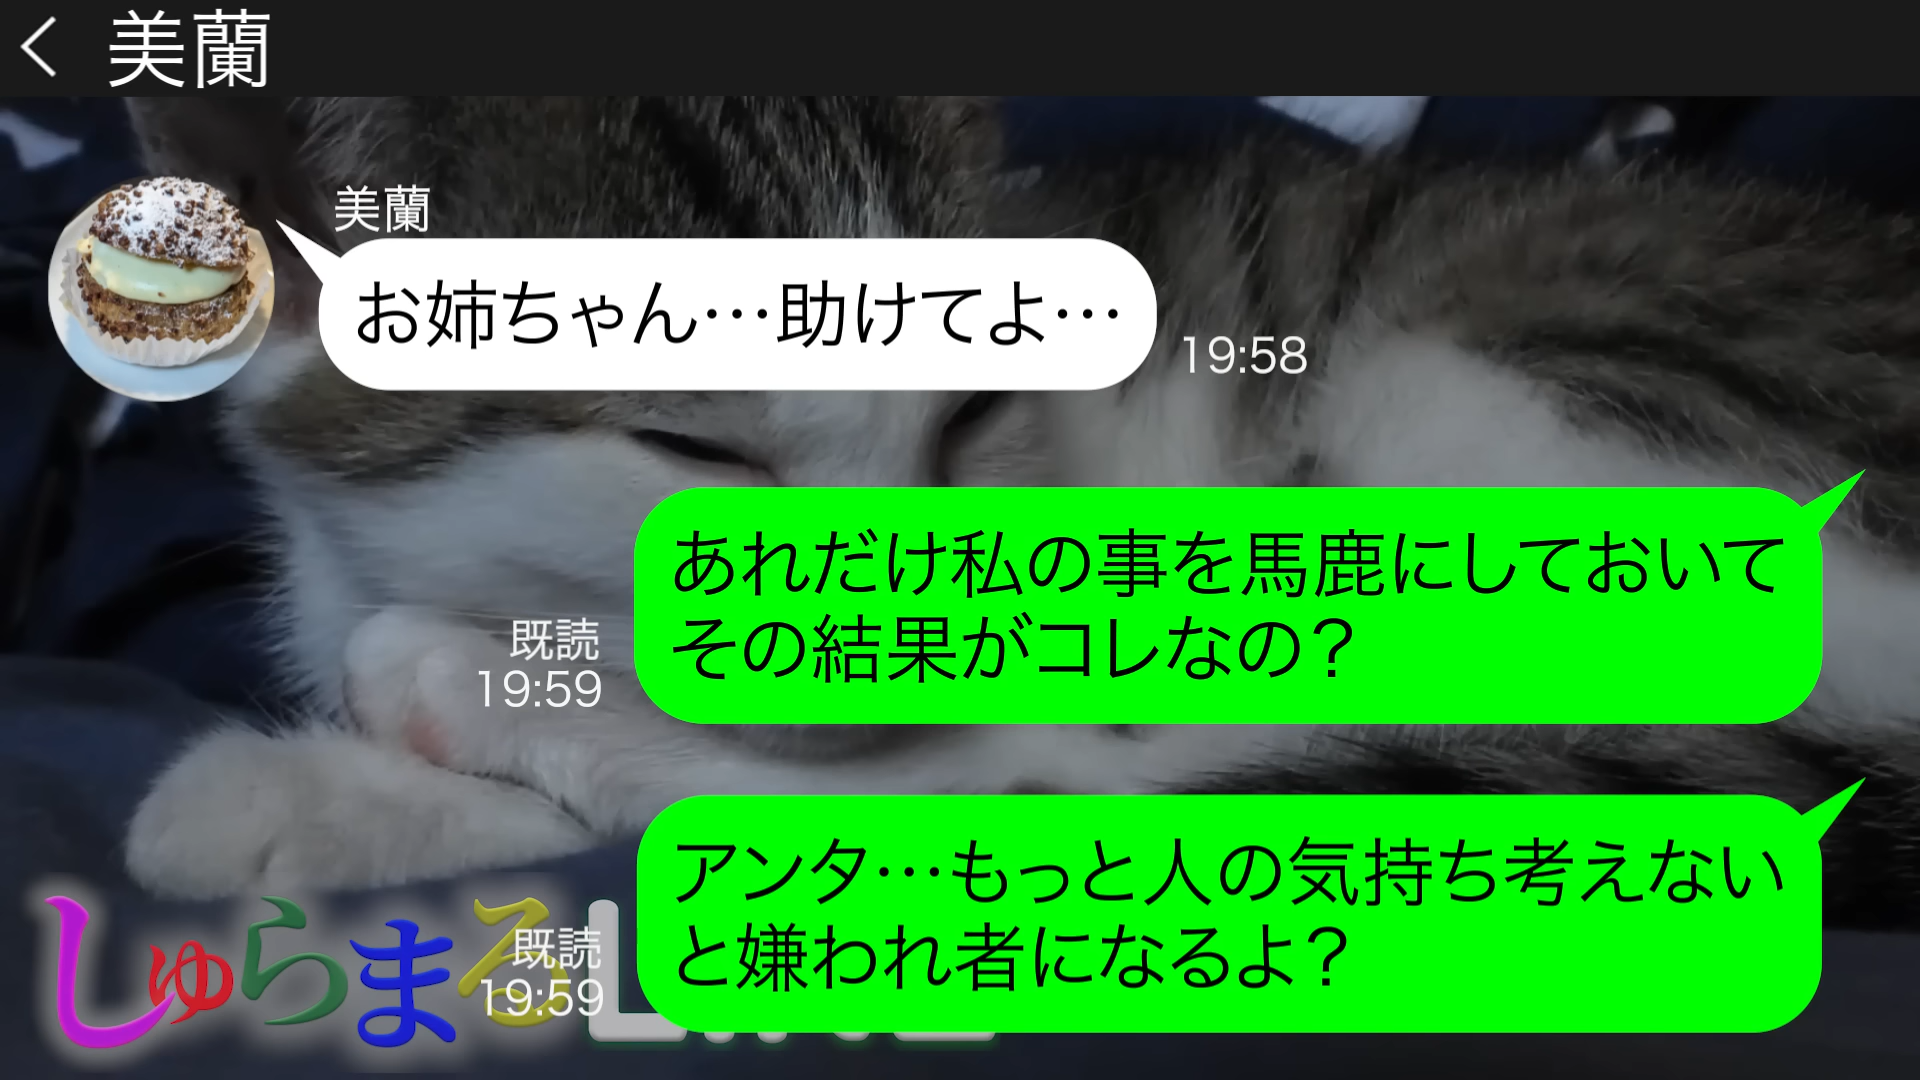 美蘭
美蘭
お姉ちゃん…助けてよ…
19:58
あれだけ私の事を馬鹿にしておいて
その結果がコレなの？
既読
19:59
アンタ…もっと人の気持ち考えない
と嫌われ者になるよ？
既読
19:59
しゅらまる